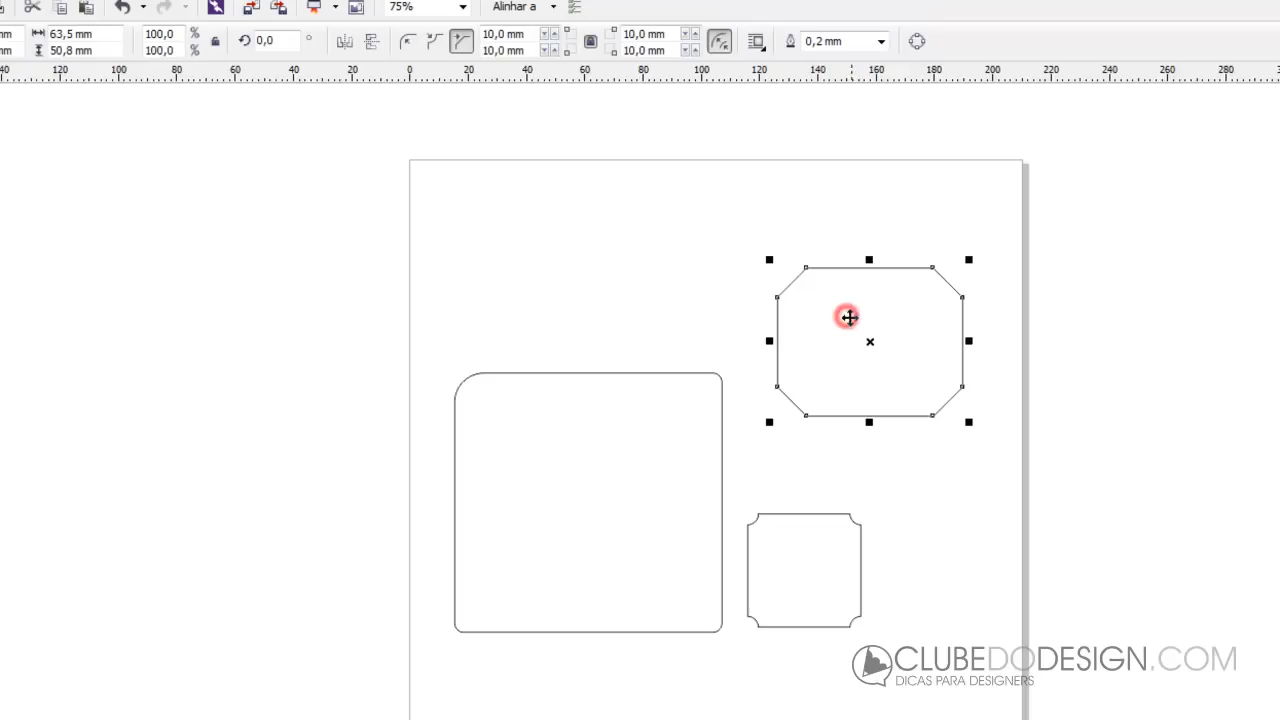 75% Alinhar a
mm 63,5 mm 100,0 % 0,0 ° 10,0 mm 10,0 mm 0,2 mm
mm 50,8 mm 100,0 % 10,0 mm 10,0 mm
40 120 100 80 60 40 20 0 20 40 60 80 100 120 140 160 180 200 220 240 260 280
CLUBEDODESIGN.COM
DICAS PARA DESIGNERS